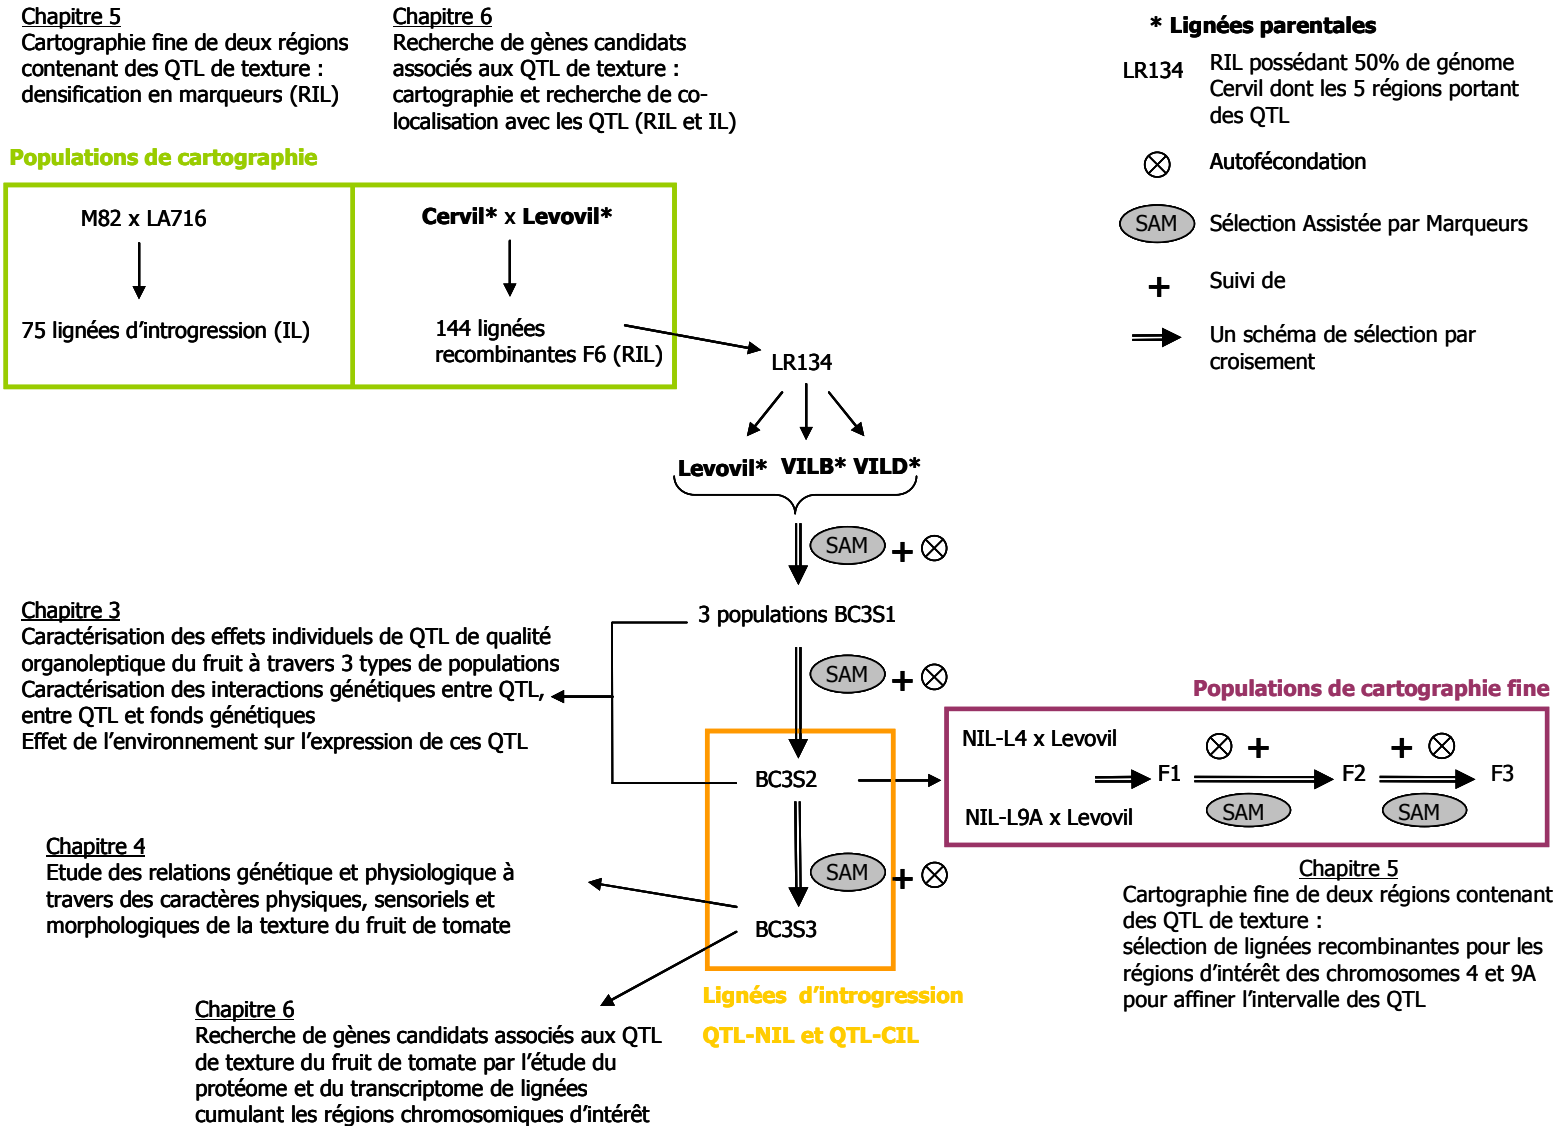 Chapitre 5
Cartographie fine de deux régions
contenant des QTL de texture :
densification en marqueurs (RIL)
Chapitre 6
Recherche de gènes candidats
associés aux QTL de texture :
cartographie et recherche de co-
localisation avec les QTL (RIL et IL)
* Lignées parentales
LR134 RIL possédant 50% de génome
Cervil dont les 5 régions portant
des QTL
Autofécondation
SAM Sélection Assistée par Marqueurs
+ Suivi de
Un schéma de sélection par
croisement
Populations de cartographie
M82 x LA716
75 lignées d’introgression (IL)
Cervil* x Levovil*
144 lignées
recombinantes F6 (RIL)
LR134
Levovil* VILB* VILD*
SAM +
3 populations BC3S1
SAM +
Chapitre 3
Caractérisation des effets individuels de QTL de qualité
organoleptique du fruit à travers 3 types de populations
Caractérisation des interactions génétiques entre QTL,
entre QTL et fonds génétiques
Effet de l’environnement sur l’expression de ces QTL
BC3S2
SAM +
BC3S3
Populations de cartographie fine
NIL-L4 x Levovil
NIL-L9A x Levovil
F1
+
SAM
F2
+
SAM
F3
Chapitre 4
Etude des relations génétique et physiologique à
travers des caractères physiques, sensoriels et
morphologiques de la texture du fruit de tomate
Chapitre 5
Cartographie fine de deux régions contenant
des QTL de texture :
sélection de lignées recombinantes pour les
régions d’intérêt des chromosomes 4 et 9A
pour affiner l’intervalle des QTL
Lignées d’introgression
QTL-NIL et QTL-CIL
Chapitre 6
Recherche de gènes candidats associés aux QTL
de texture du fruit de tomate par l’étude du
protéome et du transcriptome de lignées
cumulant les régions chromosomiques d’intérêt